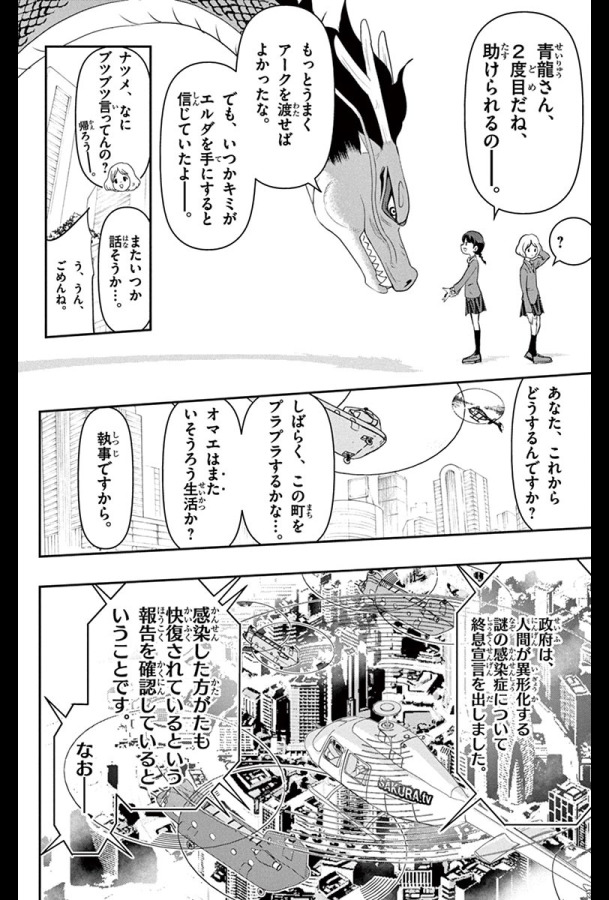 青龍さん、
2度目だね、
助けられるの――。
?
もっとうまく
アークを渡せば
よかったな。
でも、いつかキミが
エルダを手にすると
信じていたよ――。
ナツメ、なに
ブツブツ言ってんの?
帰ろう――。
またいつか
話そうか…。
う、うん、
ごめんね。
あなた、これから
どうするんですか?
しばらく、この町を
プラプラするかな…。
オマエはまた
いそうろう生活か?
執事ですから。
政府は、
人間が異形化する
謎の感染症について
終息宣言を出しました。
感染した方がたも
快復されているという
報告を確認していると
いうことです。
なお――
SAKURA.tv